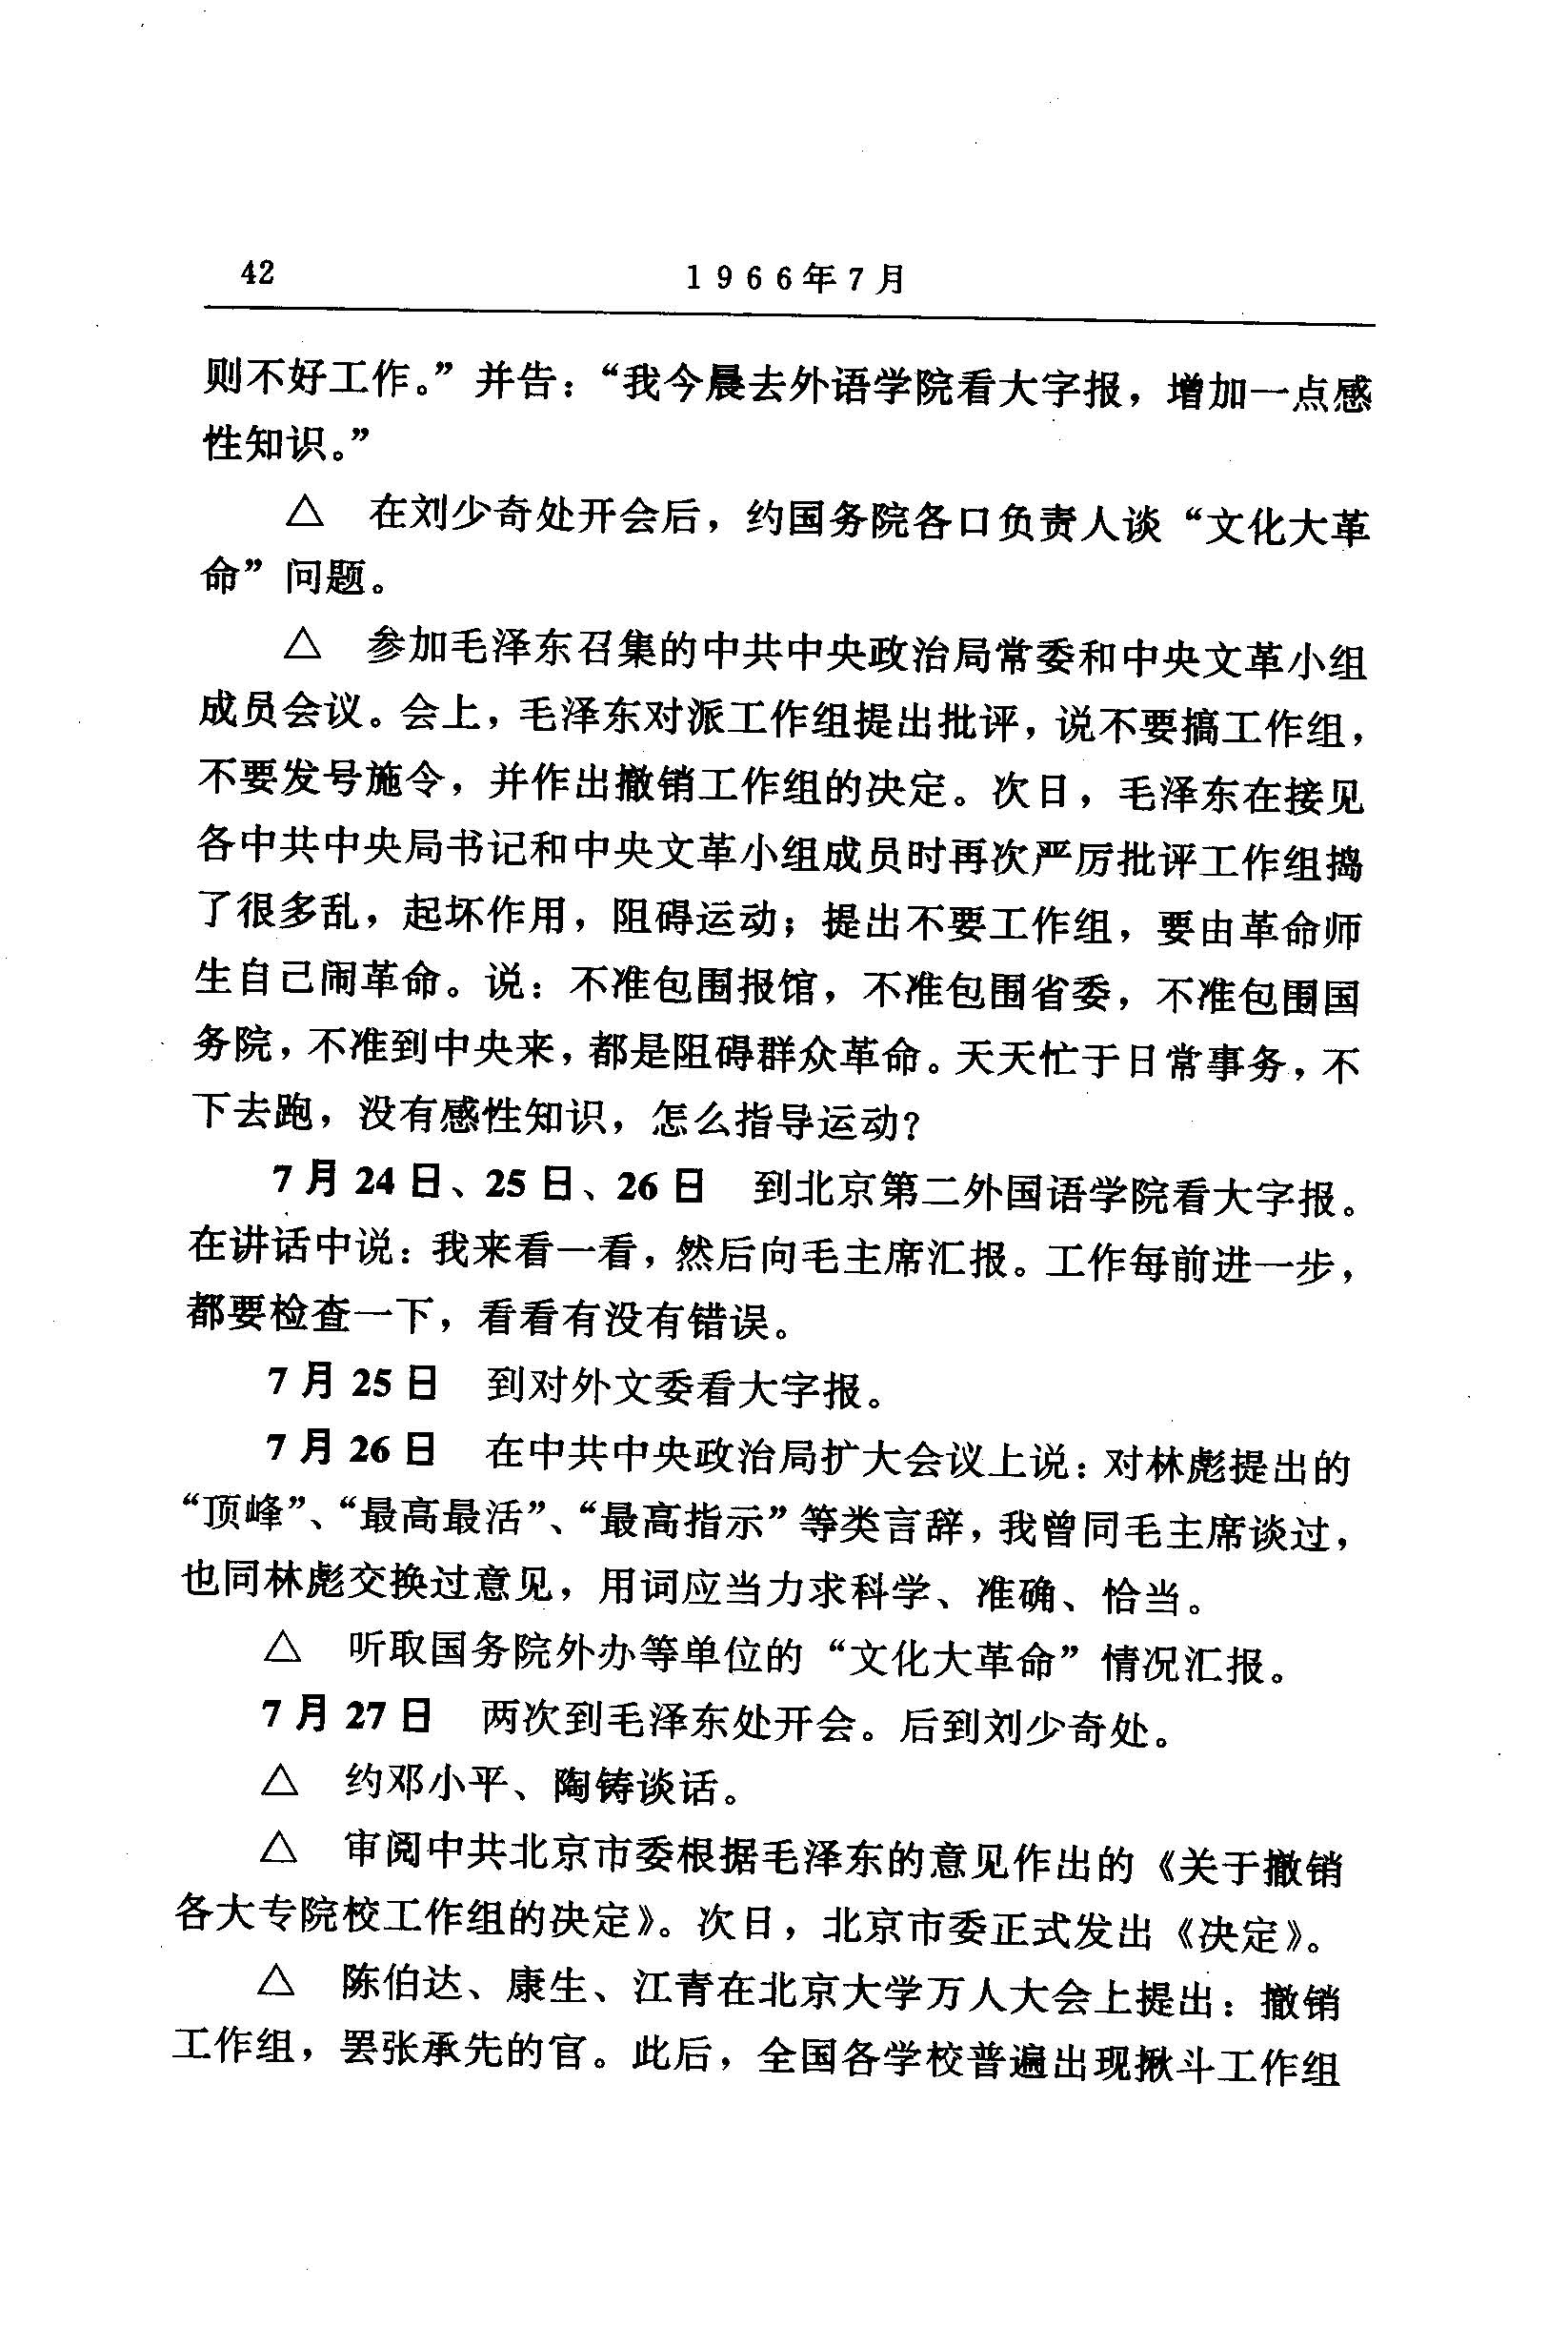 42
1966年7月
则不好工作。”并告：“我今晨去外语学院看大字报，增加一点感
性知识。”
△ 在刘少奇处开会后，约国务院各口负责人谈“文化大革
命”问题。
△ 参加毛泽东召集的中共中央政治局常委和中央文革小组
成员会议。会上，毛泽东对派工作组提出批评，说不要搞工作组，
不要发号施令，并作出撤销工作组的决定。次日，毛泽东在接见
各中共中央局书记和中央文革小组成员时再次严厉批评工作组捣
了很多乱，起坏作用，阻碍运动；提出不要工作组，要由革命师
生自己闹革命。说：不准包围报馆，不准包围省委，不准包围国
务院，不准到中央来，都是阻碍群众革命。天天忙于日常事务，不
下去跑，没有感性知识，怎么指导运动？
7月24日、25日、26日 到北京第二外国语学院看大字报。
在讲话中说：我来看一看，然后向毛主席汇报。工作每前进一步，
都要检查一下，看看有没有错误。
7月25日 到对外文委看大字报。
7月26日 在中共中央政治局扩大会议上说：对林彪提出的
“顶峰”、“最高最活”、“最高指示”等类言辞，我曾同毛主席谈过，
也同林彪交换过意见，用词应当力求科学、准确、恰当。
△ 听取国务院外办等单位的“文化大革命”情况汇报。
7月27日 两次到毛泽东处开会。后到刘少奇处。
△ 约邓小平、陶铸谈话。
△ 审阅中共北京市委根据毛泽东的意见作出的《关于撤销
各大专院校工作组的决定》。次日，北京市委正式发出《决定》。
△ 陈伯达、康生、江青在北京大学万人大会上提出：撤销
工作组，罢张承先的官。此后，全国各学校普遍出现揪斗工作组